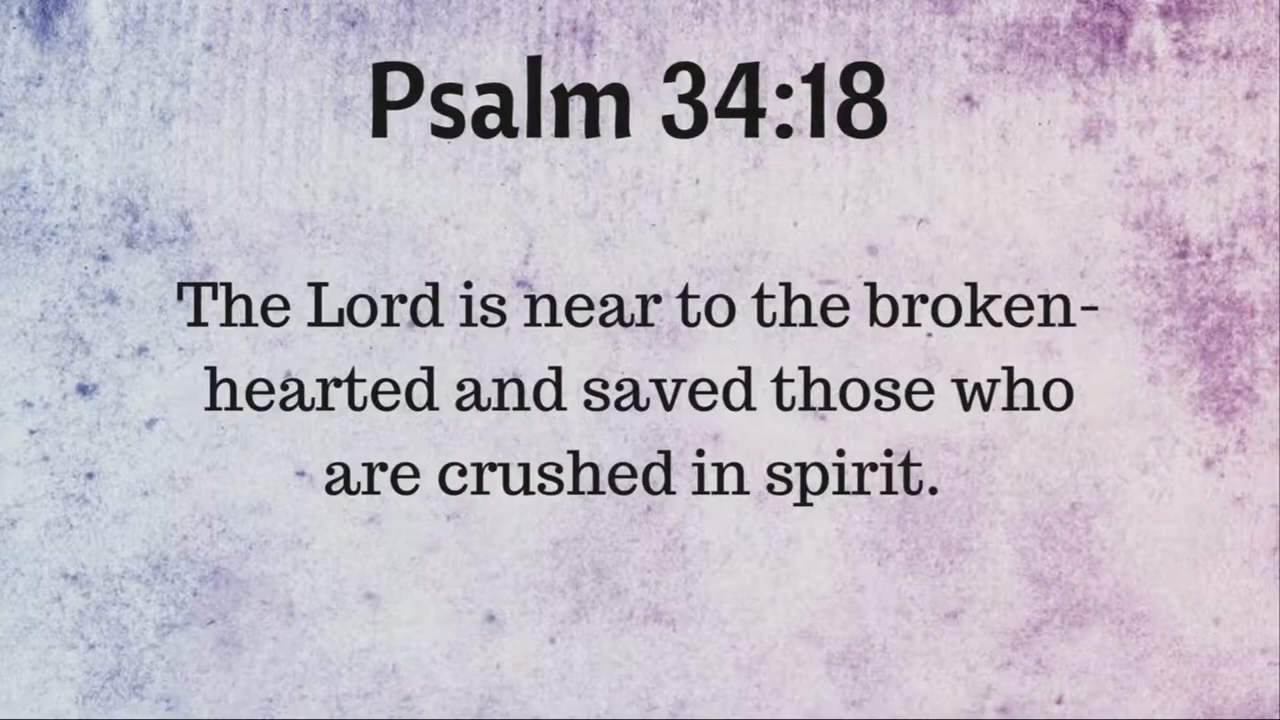 Psalm 34:18
The Lord is near to the broken-
hearted and saved those who
are crushed in spirit.